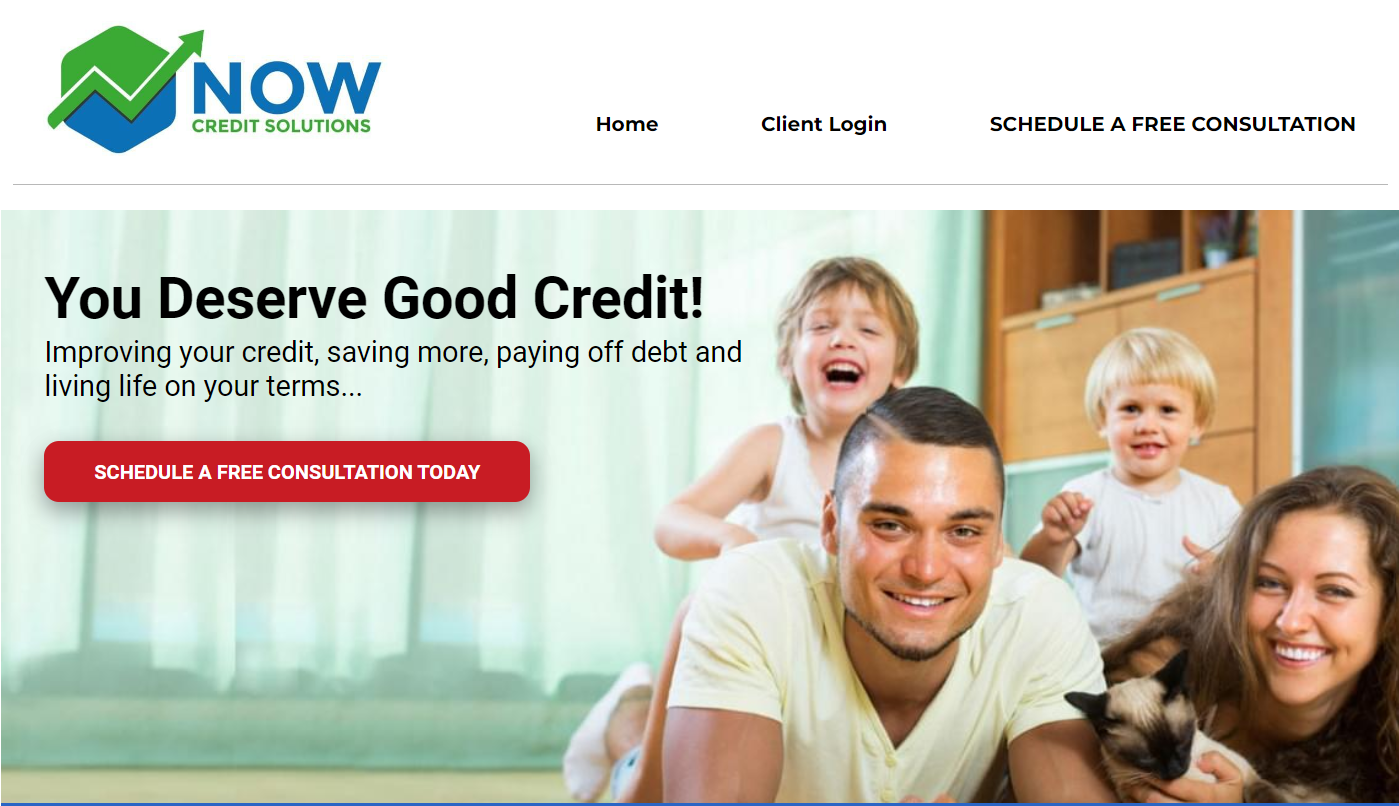 NOW
CREDIT SOLUTIONS
Home
Client Login
SCHEDULE A FREE CONSULTATION
You Deserve Good Credit!
Improving your credit, saving more, paying off debt and
living life on your terms...
SCHEDULE A FREE CONSULTATION TODAY